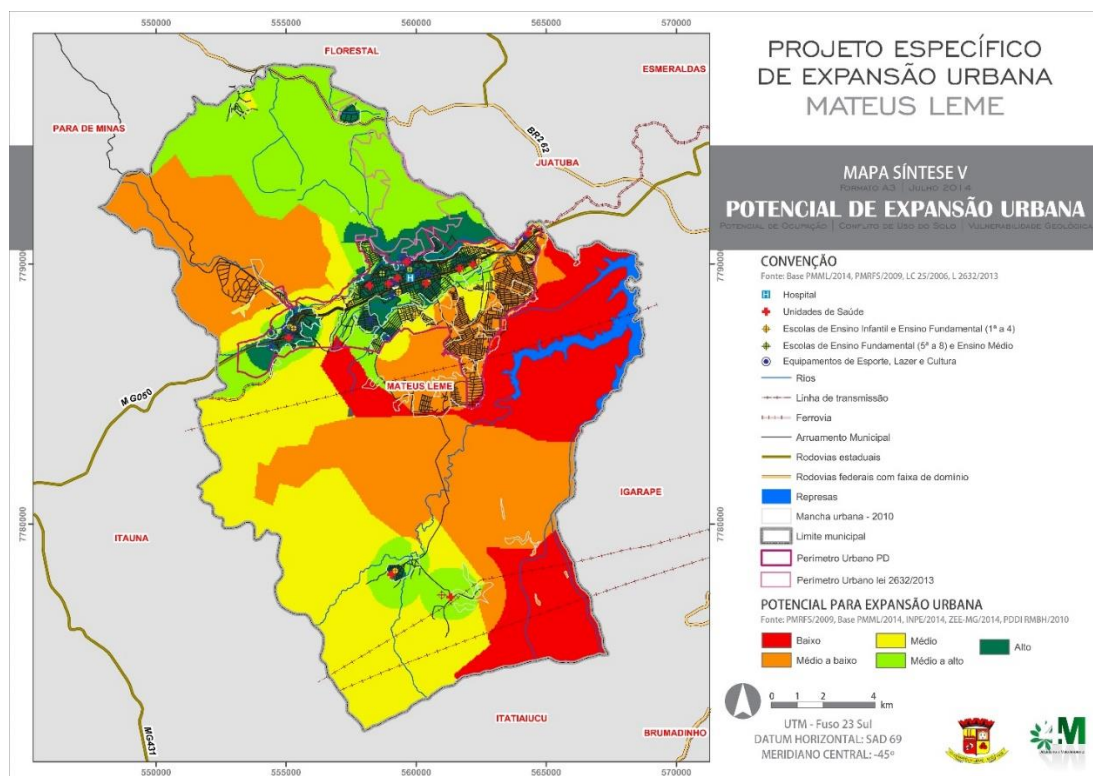 550000
555000
560000
565000
570000
FLORESTAL
ESMERALDAS
PARA DE MINAS
BR262
JUATUBA
7790000
7790000
H
MATEUS LEME
MG050
IGARAPE
7780000
7780000
ITAUNA
ITATIAIUCU
MG431
BRUMADINHO
550000
555000
560000
565000
570000
PROJETO ESPECÍFICO
DE EXPANSÃO URBANA
MATEUS LEME
MAPA SÍNTESE V
FORMATO A3 | JULHO 2014
POTENCIAL DE EXPANSÃO URBANA
POTENCIAL DE OCUPAÇÃO | CONFLITO DE USO DO SOLO | VULNERABILIDADE GEOLÓGICA
CONVENÇÃO
Fonte: Base PMML/2014, PMRFS/2009, LC 25/2006, L 2632/2013
H Hospital
Unidades de Saúde
Escolas de Ensino Infantil e Ensino Fundamental (1ª a 4)
Escolas de Ensino Fundamental (5ª a 8) e Ensino Médio
Equipamentos de Esporte, Lazer e Cultura
Rios
Linha de transmissão
Ferrovia
Arruamento Municipal
Rodovias estaduais
Rodovias federais com faixa de domínio
Represas
Mancha urbana - 2010
Limite municipal
Perímetro Urbano PD
Perímetro Urbano lei 2632/2013
POTENCIAL PARA EXPANSÃO URBANA
Fonte: PMRFS/2009, Base PMML/2014, INPE/2014, ZEE-MG/2014, PDDI RMBH/2010
Baixo
Médio
Alto
Médio a baixo
Médio a alto
0 1 2 4
km
UTM - Fuso 23 Sul
DATUM HORIZONTAL: SAD 69
MERIDIANO CENTRAL: -45º
M